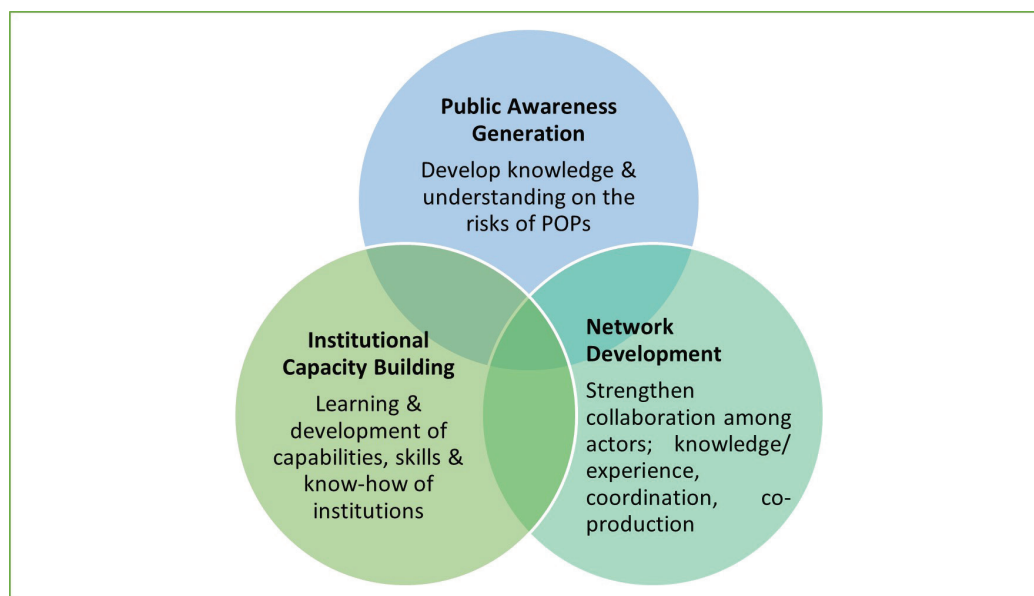 Public Awareness
Generation
Develop knowledge &
understanding on the
risks of POPs
Institutional
Capacity Building
Learning &
development of
capabilities, skills &
know-how of
institutions
Network
Development
Strengthen
collaboration among
actors; knowledge/
experience,
coordination, co-
production